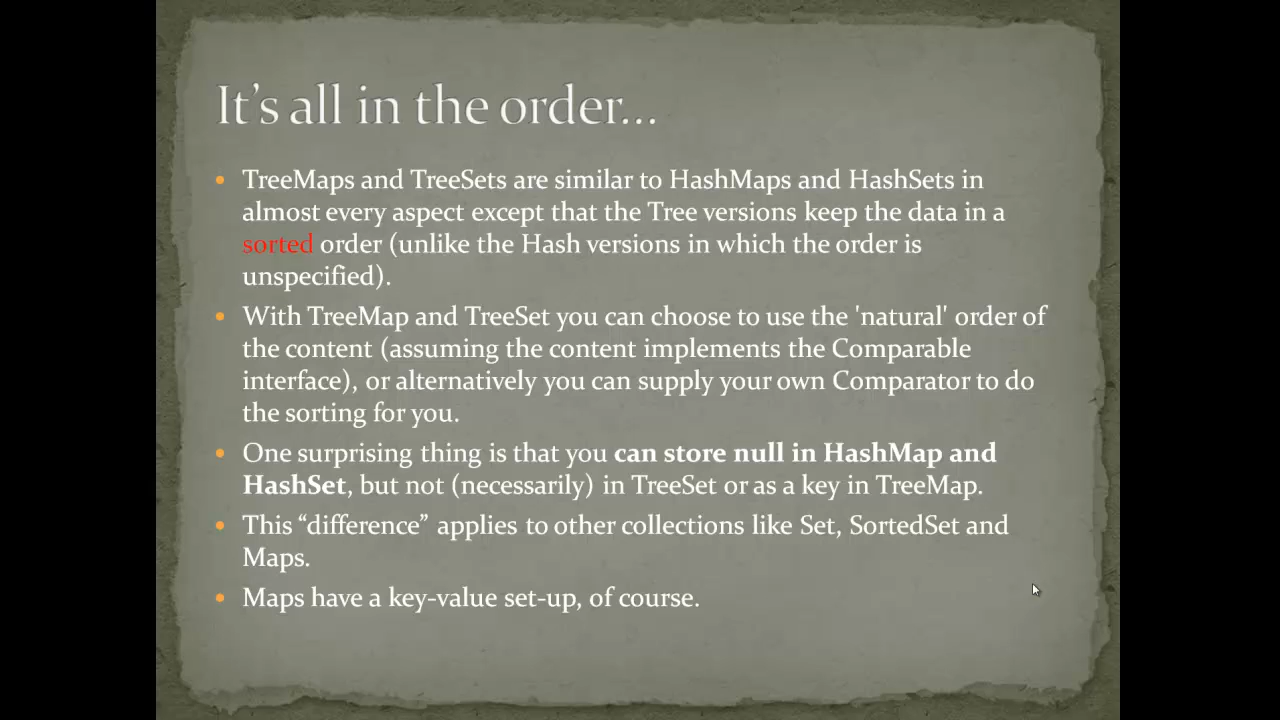 It's all in the order...
• TreeMaps and TreeSets are similar to HashMaps and HashSets in
almost every aspect except that the Tree versions keep the data in a
sorted order (unlike the Hash versions in which the order is
unspecified).
• With TreeMap and TreeSet you can choose to use the 'natural' order of
the content (assuming the content implements the Comparable
interface), or alternatively you can supply your own Comparator to do
the sorting for you.
• One surprising thing is that you can store null in HashMap and
HashSet, but not (necessarily) in TreeSet or as a key in TreeMap.
• This “difference” applies to other collections like Set, SortedSet and
Maps.
• Maps have a key-value set-up, of course.